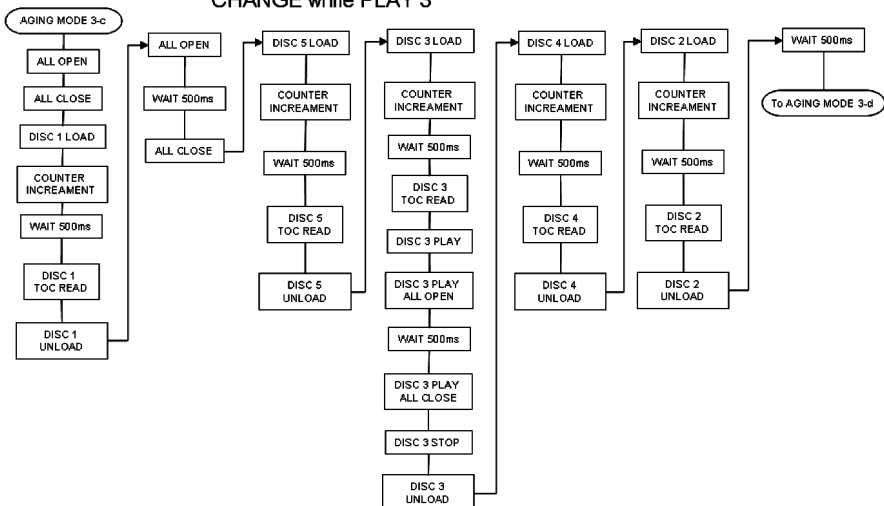 CHANGE while PLAY 3
AGING MODE 3-c
ALL OPEN
ALL CLOSE
DISC 1 LOAD
COUNTER
INCREAMENT
WAIT 500ms
DISC 1
TOC READ
DISC 1
UNLOAD
ALL OPEN
WAIT 500ms
ALL CLOSE
DISC 5 LOAD
COUNTER
INCREAMENT
WAIT 500ms
DISC 5
TOC READ
DISC 5
UNLOAD
DISC 3 LOAD
COUNTER
INCREAMENT
WAIT 500ms
DISC 3
TOC READ
DISC 3 PLAY
DISC 3 PLAY
ALL OPEN
WAIT 500ms
DISC 3 PLAY
ALL CLOSE
DISC 3 STOP
DISC 3
UNLOAD
DISC 4 LOAD
COUNTER
INCREAMENT
WAIT 500ms
DISC 4
TOC READ
DISC 4
UNLOAD
DISC 2 LOAD
COUNTER
INCREAMENT
WAIT 500ms
DISC 2
TOC READ
DISC 2
UNLOAD
WAIT 500ms
To AGING MODE 3-d